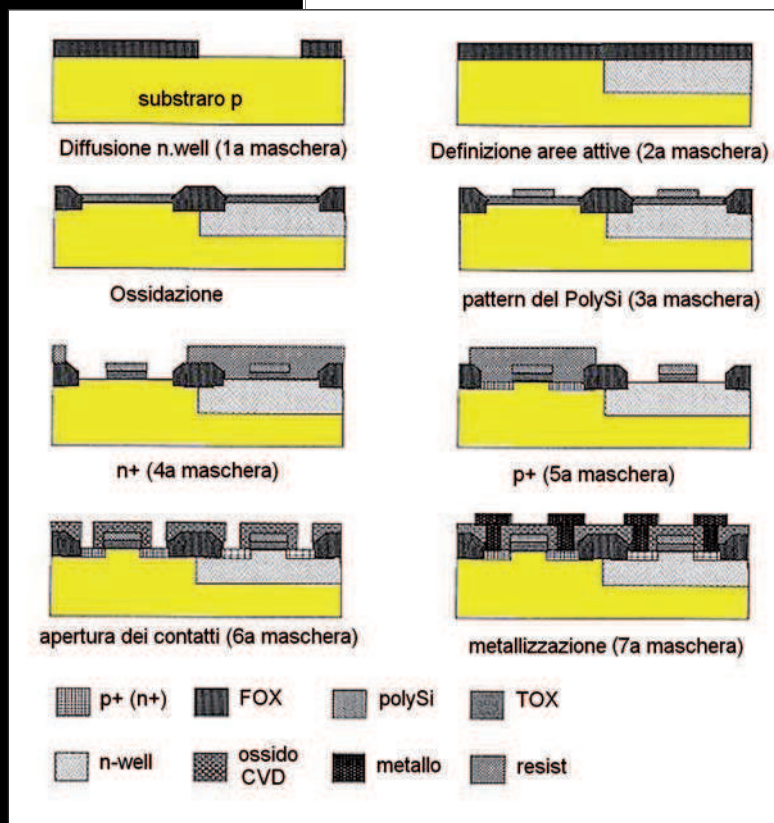 substraro p
Diffusione n.well (1a maschera)
Definizione aree attive (2a maschera)
Ossidazione
pattern del PolySi (3a maschera)
n+ (4a maschera)
p+ (5a maschera)
apertura dei contatti (6a maschera)
metallizzazione (7a maschera)
p+ (n+)
FOX
polySi
TOX
n-well
ossido
CVD
metallo
resist